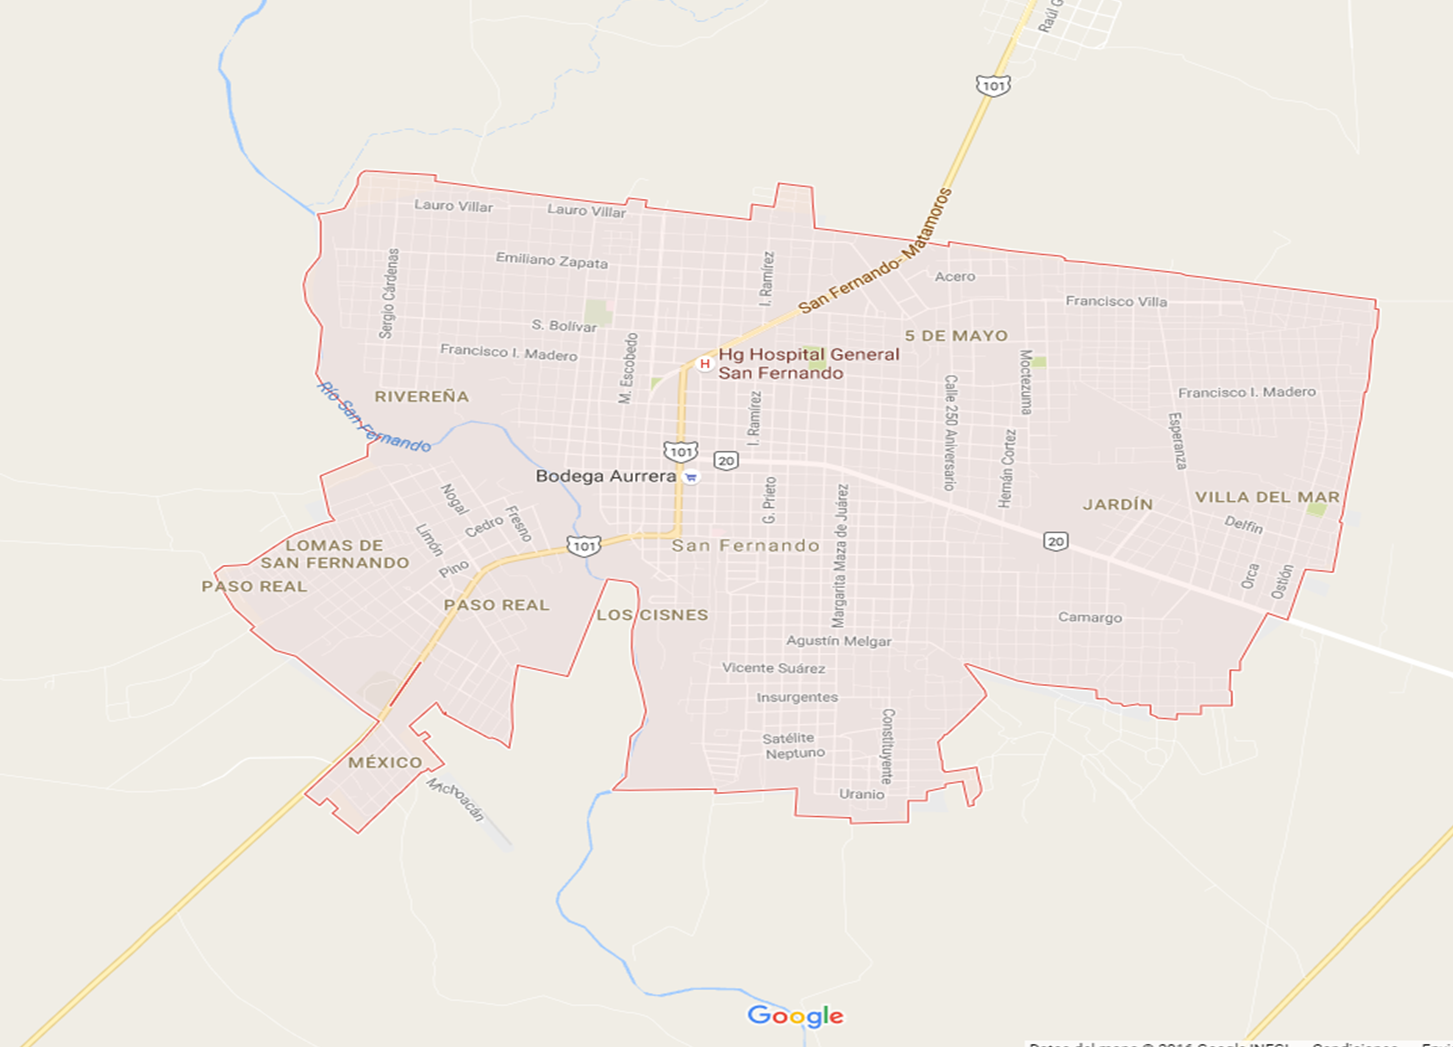 Raúl G
101
San Fernando- Matamoros
Lauro Villar
Lauro Villar
Emiliano Zapata
Sergio Cárdenas
I. Ramírez
Acero
Francisco Villa
S. Bolívar
Francisco I. Madero
M. Escobedo
5 DE MAYO
H
Hg Hospital General
San Fernando
Moctezuma
Calle 250 Aniversario
Francisco I. Madero
RIVEREÑA
Río San Fernando
I. Ramírez
Esperanza
Hernán Cortez
101
20
Bodega Aurrera
G. Prieto
Margarita Maza de Juárez
JARDÍN
VILLA DEL MAR
Delfín
Nogal
Cedro
Fresno
Limón
Pino
101
San Fernando
20
LOMAS DE
SAN FERNANDO
PASO REAL
PASO REAL
LOS CISNES
Orca
Ostión
Camargo
Agustín Melgar
Vicente Suárez
Insurgentes
Constituyente
Satélite
Neptuno
Uranio
MÉXICO
Michoacán
Google